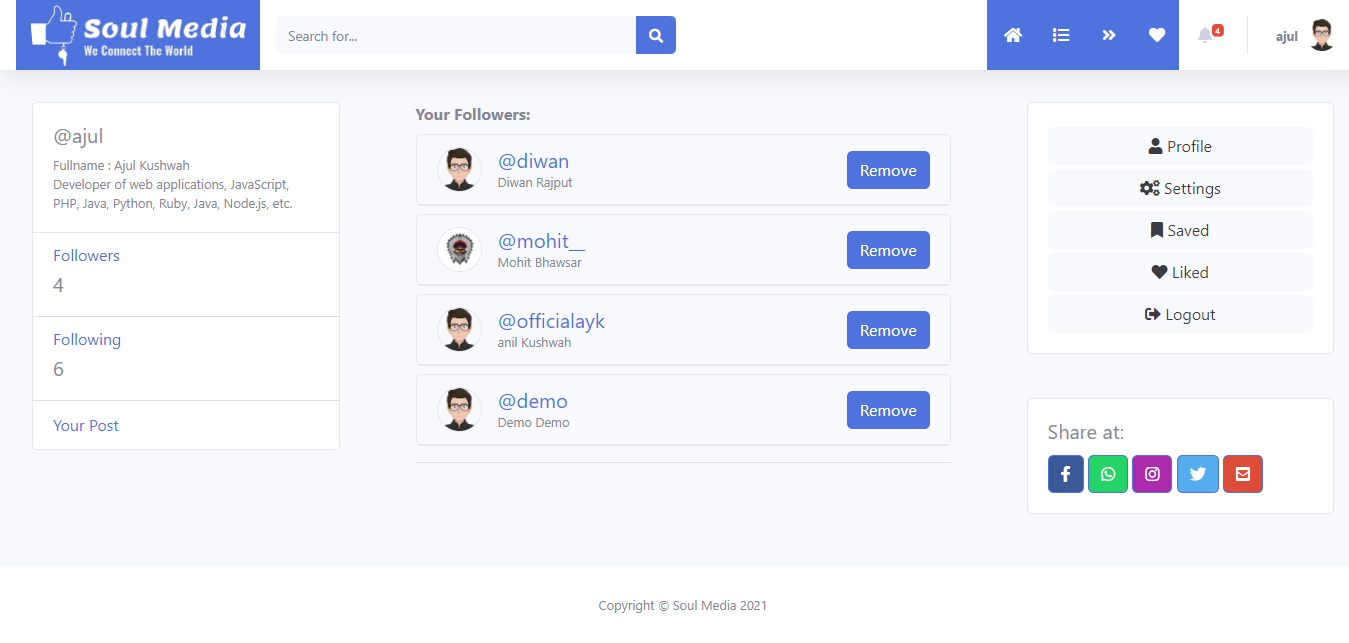 Soul Media
We Connect The World
Search for...
4
ajul
@ajul
Fullname : Ajul Kushwah
Developer of web applications, JavaScript,
PHP, Java, Python, Ruby, Java, Node.js, etc.
Followers
4
Following
6
Your Post
Your Followers:
@diwan
Diwan Rajput
Remove
@mohit__
Mohit Bhawsar
Remove
@officialayk
anil Kushwah
Remove
@demo
Demo Demo
Remove
Profile
Settings
Saved
Liked
Logout
Share at:
Copyright © Soul Media 2021